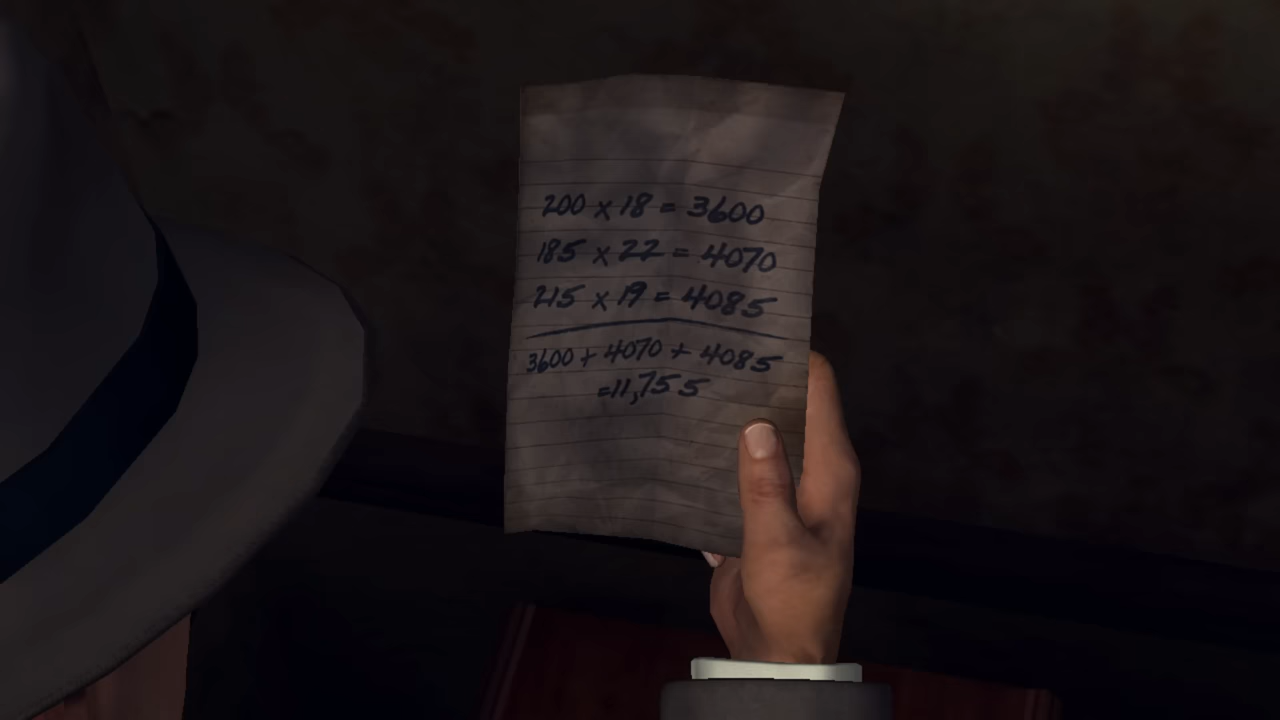 200 x 18 = 3600
185 x 22 = 4070
215 x 19 = 4085
3600 + 4070 + 4085
=11,755